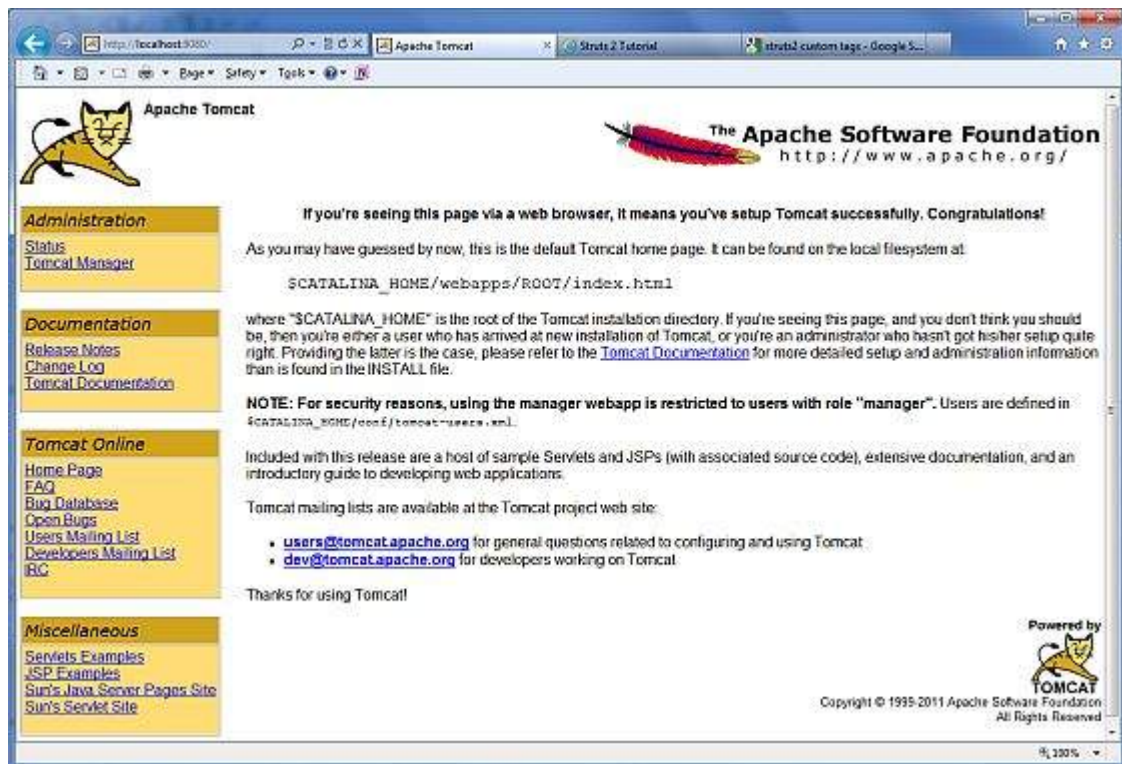 http://localhost:8080/
Apache Tomcat
Struts 2 Tutorial
struts2 custom tags - Google S...
Page
Safety
Tools
Apache Tomcat
The Apache Software Foundation
http://www.apache.org/
Administration
Status
Tomcat Manager
Documentation
Release Notes
Change Log
Tomcat Documentation
Tomcat Online
Home Page
FAQ
Bug Database
Open Bugs
Users Mailing List
Developers Mailing List
IRC
Miscellaneous
Servlets Examples
JSP Examples
Sun's Java Server Pages Site
Sun's Servlet Site
If you're seeing this page via a web browser, it means you've setup Tomcat successfully. Congratulations!
As you may have guessed by now, this is the default Tomcat home page. It can be found on the local filesystem at:
$CATALINA_HOME/webapps/ROOT/index.html
where "$CATALINA_HOME" is the root of the Tomcat installation directory. If you're seeing this page, and you don't think you should
be, then you're either a user who has arrived at new installation of Tomcat, or you're an administrator who hasn't got his/her setup quite
right. Providing the latter is the case, please refer to the Tomcat Documentation for more detailed setup and administration information
than is found in the INSTALL file.
NOTE: For security reasons, using the manager webapp is restricted to users with role "manager". Users are defined in
$CATALINA_HOME/conf/tomcat-users.xml.
Included with this release are a host of sample Servlets and JSPs (with associated source code), extensive documentation, and an
introductory guide to developing web applications.
Tomcat mailing lists are available at the Tomcat project web site:
• users@tomcat.apache.org for general questions related to configuring and using Tomcat
• dev@tomcat.apache.org for developers working on Tomcat
Thanks for using Tomcat!
Powered by
TOMCAT
Copyright © 1999-2011 Apache Software Foundation
All Rights Reserved
100%